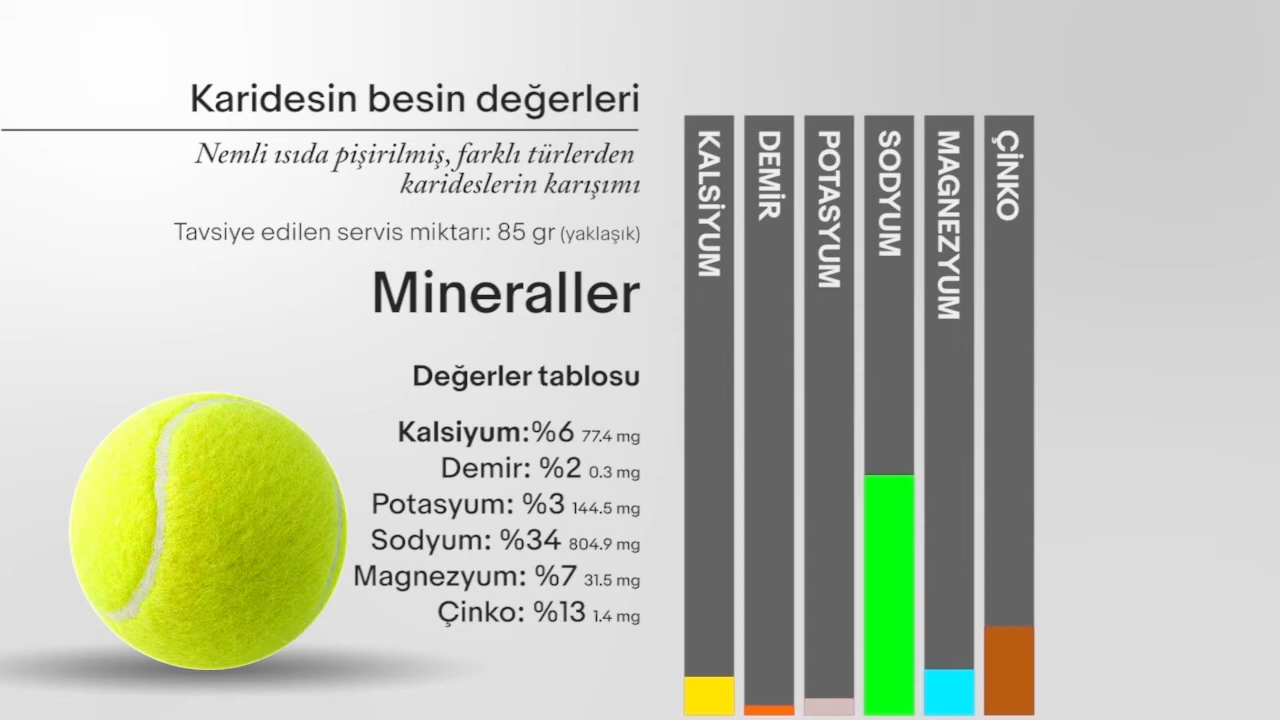 Karidesin besin değerleri
Nemli ısıda pişirilmiş, farklı türlerden
karideslerin karışımı
Tavsiye edilen servis miktarı: 85 gr (yaklaşık)
Mineraller
Değerler tablosu
Kalsiyum:%6 77.4 mg
Demir: %2 0.3 mg
Potasyum: %3 144.5 mg
Sodyum: %34 804.9 mg
Magnezyum: %7 31.5 mg
Çinko: %13 1.4 mg
KALSİYUM
DEMİR
POTASYUM
SODYUM
MAGNEZYUM
ÇİNKO